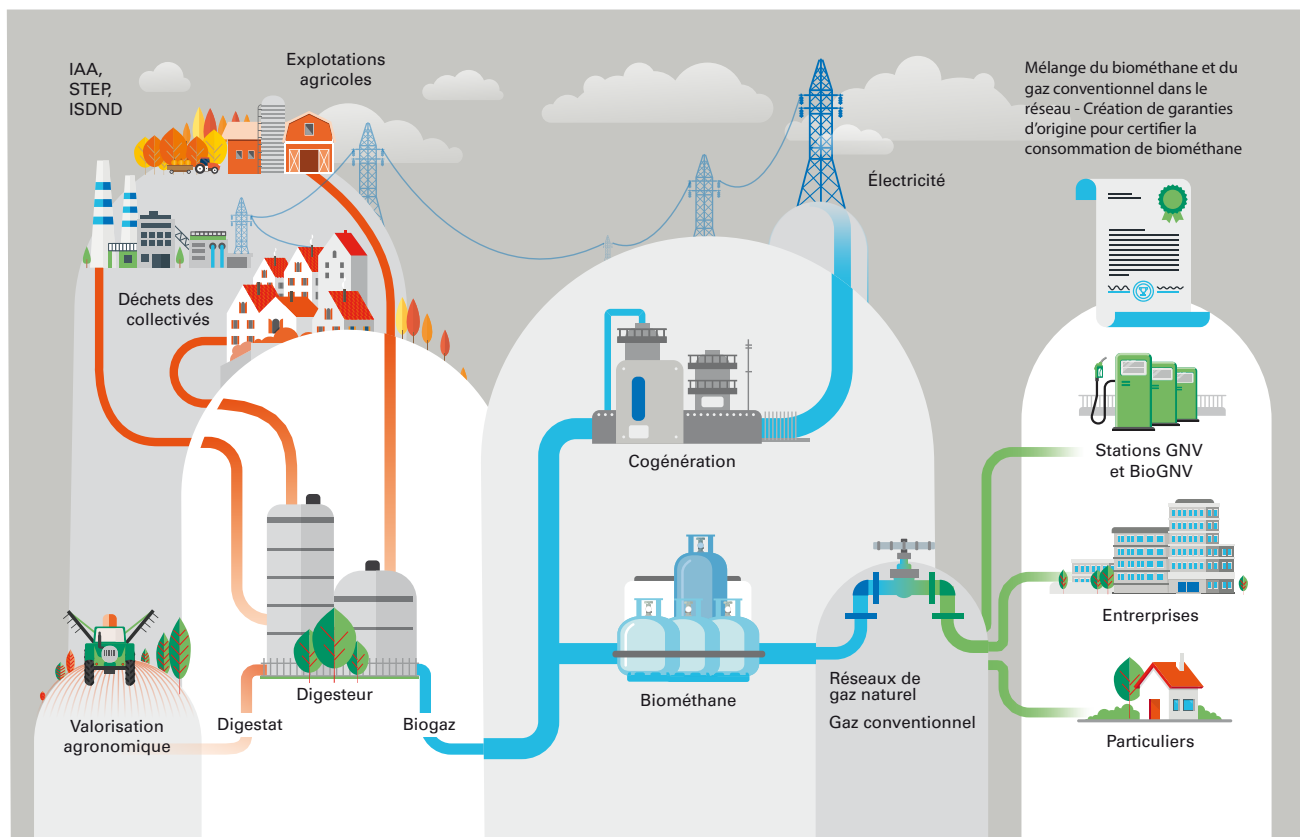 IAA,
STEP,
ISDND
Explotations
agricoles
Électricité
Mélange du biométhane et du
gaz conventionnel dans le
réseau - Création de garanties
d'origine pour certifier la
consommation de biométhane
Déchets des
collectivés
Cogénération
Stations GNV
et BioGNV
Entrerprises
Digesteur
Biométhane
Réseaux de
gaz naturel
Gaz conventionnel
Particuliers
Valorisation
agronomique
Digestat
Biogaz